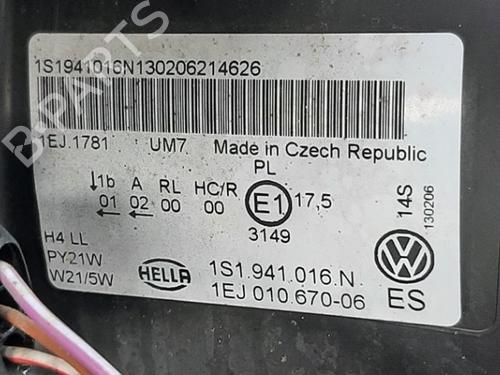 1S1941016N130206214626
1EJ.1781 UM7 Made in Czech Republic
PL
↓1b A RL HC/R
01 02 00 00 E1 17,5
3149
14S
130206
H4 LL
PY21W
W21/5W
HELLA
1S1.941.016.N
1EJ 010.670-06
ES
B-PARTS